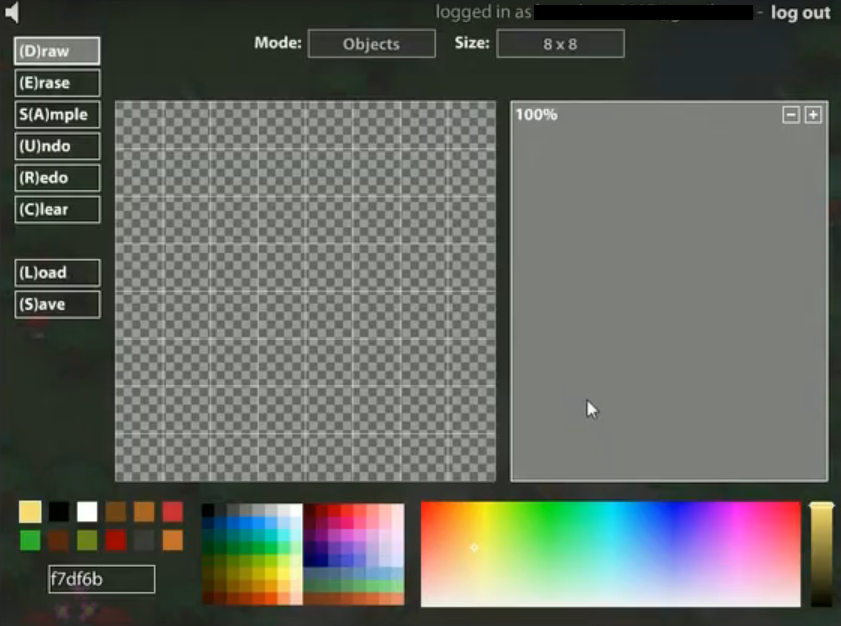 logged in as - log out
Mode: Objects Size: 8 x 8
(D)raw
(E)rase
S(A)mple
(U)ndo
(R)edo
(C)lear
(L)oad
(S)ave
100%
f7df6b